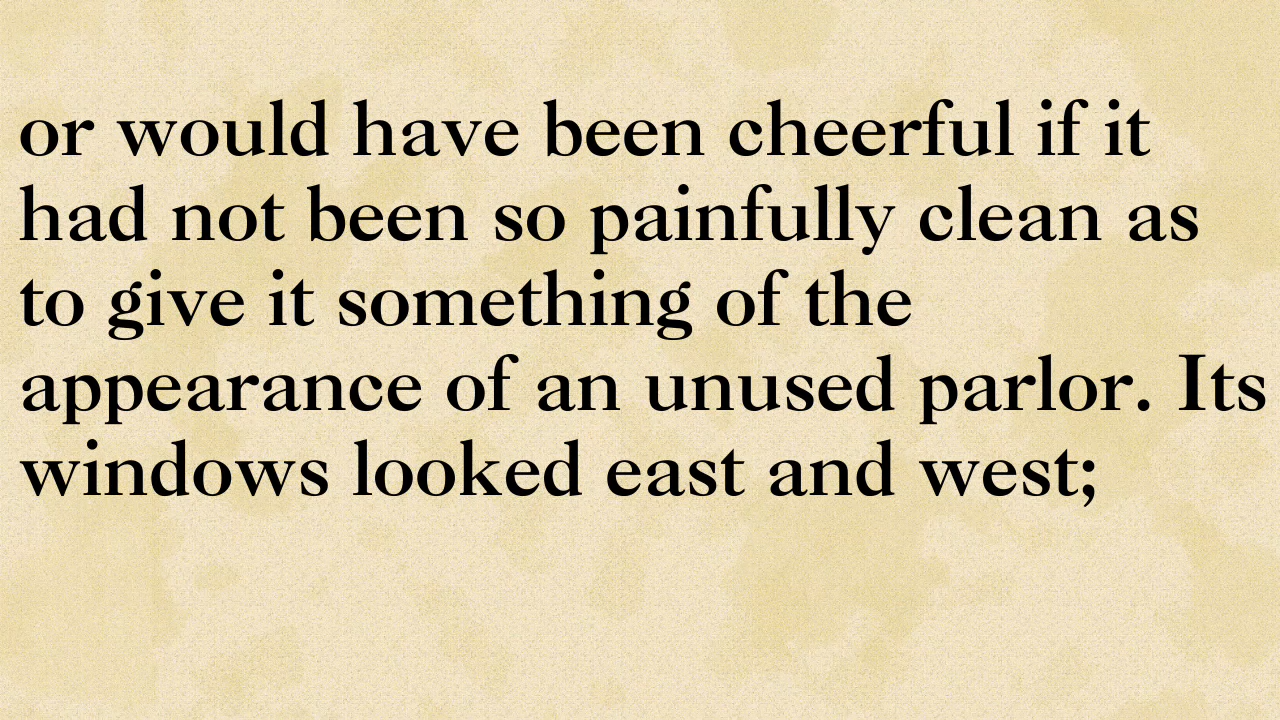 or would have been cheerful if it
had not been so painfully clean as
to give it something of the
appearance of an unused parlor. Its
windows looked east and west;